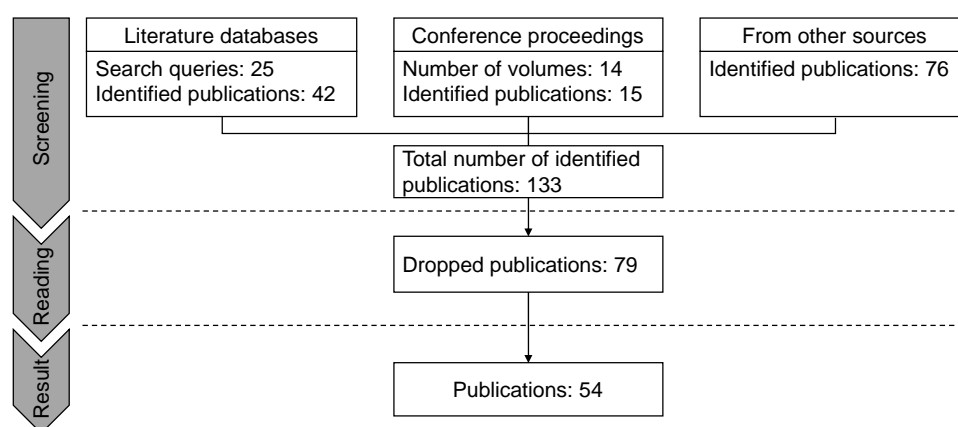 Screening
Literature databases
Search queries: 25
Identified publications: 42
Conference proceedings
Number of volumes: 14
Identified publications: 15
From other sources
Identified publications: 76
Total number of identified
publications: 133
Reading
Dropped publications: 79
Result
Publications: 54